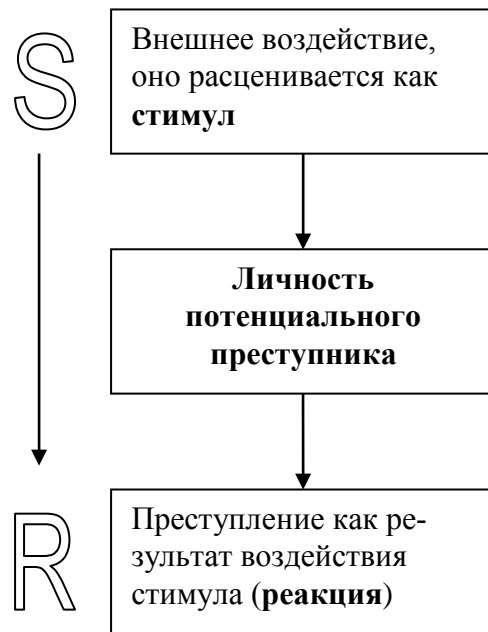 S
Внешнее воздействие,
оно расценивается как
стимул
Личность
потенциального
преступника
R
Преступление как ре-
зультат воздействия
стимула (реакция)